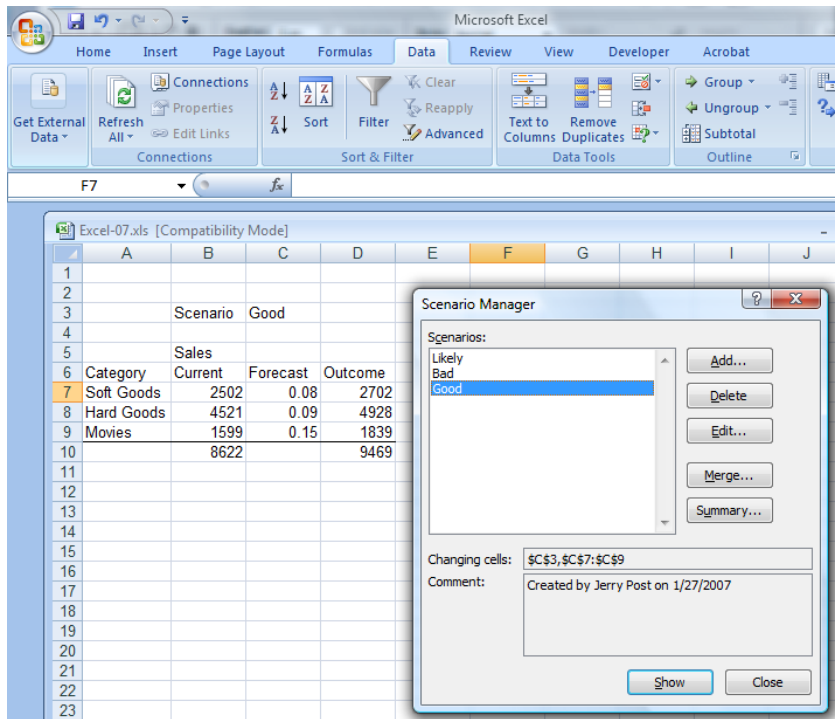 Microsoft Excel
Home Insert Page Layout Formulas Data Review View Developer Acrobat
Get External Data
Refresh All
Connections
Properties
Edit Links
Connections
Sort
Filter
Clear
Reapply
Advanced
Sort & Filter
Text to Columns
Remove Duplicates
Data Tools
Group
Ungroup
Subtotal
Outline
F7 fx
Excel-07.xls [Compatibility Mode]
A B C D E F G H I J
1
2
3 Scenario Good
4
5 Sales
6 Category Current Forecast Outcome
7 Soft Goods 2502 0.08 2702
8 Hard Goods 4521 0.09 4928
9 Movies 1599 0.15 1839
10 8622 9469
11
12
13
14
15
16
17
18
19
20
21
22
23
Scenario Manager
Scenarios:
Likely
Bad
Good
Add...
Delete
Edit...
Merge...
Summary...
Changing cells: $C$3,$C$7:$C$9
Comment: Created by Jerry Post on 1/27/2007
Show Close